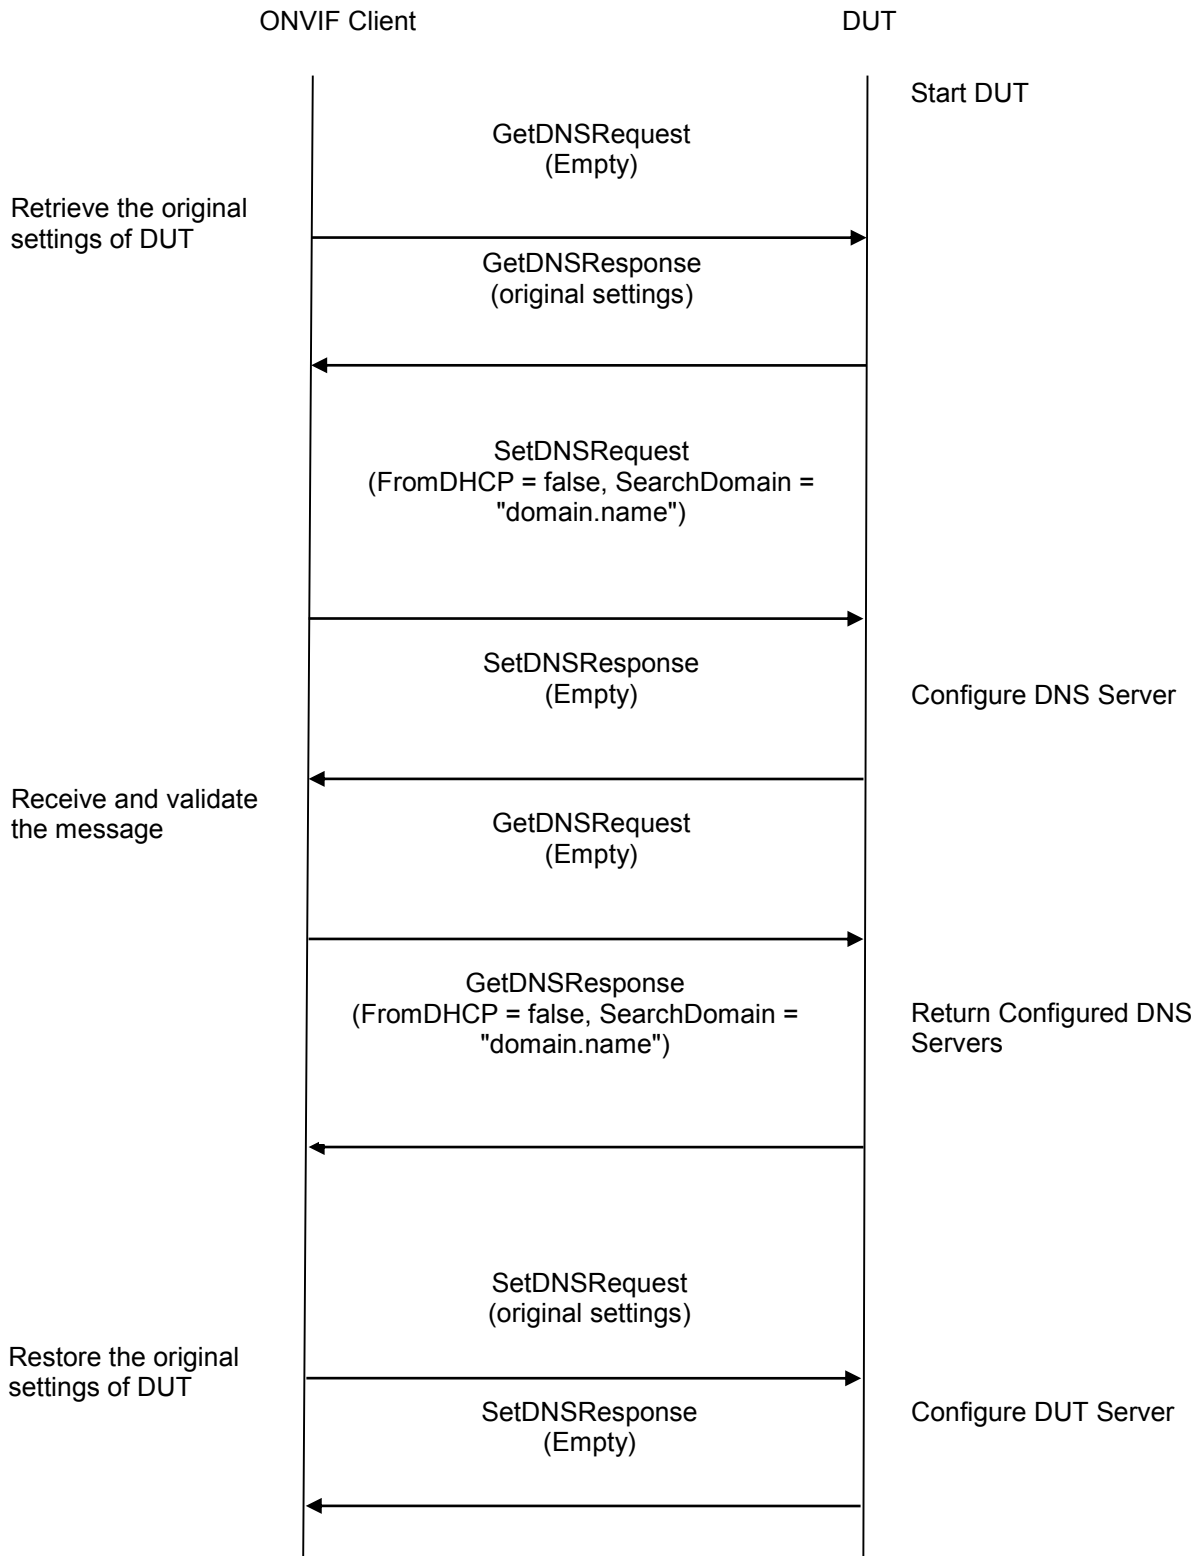 ONVIF Client
DUT
Start DUT
GetDNSRequest
(Empty)
Retrieve the original
settings of DUT
GetDNSResponse
(original settings)
SetDNSRequest
(FromDHCP = false, SearchDomain =
"domain.name")
SetDNSResponse
(Empty)
Configure DNS Server
Receive and validate
the message
GetDNSRequest
(Empty)
GetDNSResponse
(FromDHCP = false, SearchDomain =
"domain.name")
Return Configured DNS
Servers
SetDNSRequest
(original settings)
Restore the original
settings of DUT
SetDNSResponse
(Empty)
Configure DUT Server